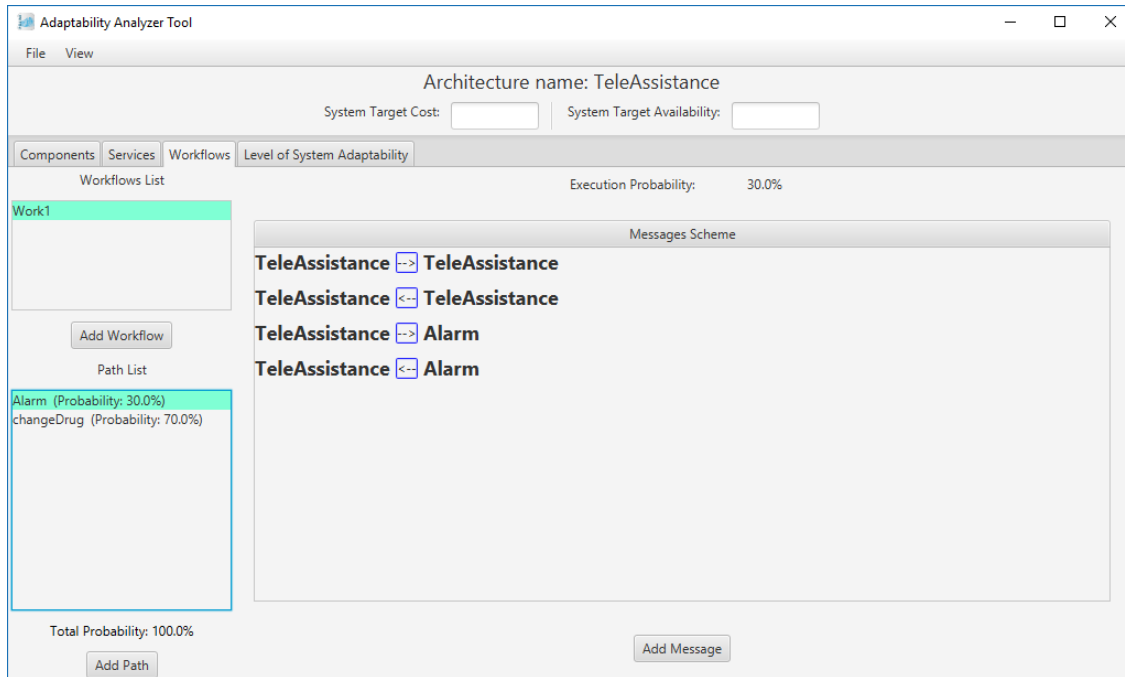 Adaptability Analyzer Tool
File View
Architecture name: TeleAssistance
System Target Cost: System Target Availability:
Components Services Workflows Level of System Adaptability
Workflows List
Execution Probability: 30.0%
Work1
Messages Scheme
TeleAssistance --> TeleAssistance
TeleAssistance <-- TeleAssistance
TeleAssistance --> Alarm
TeleAssistance <-- Alarm
Add Workflow
Path List
Alarm (Probability: 30.0%)
changeDrug (Probability: 70.0%)
Total Probability: 100.0%
Add Path
Add Message